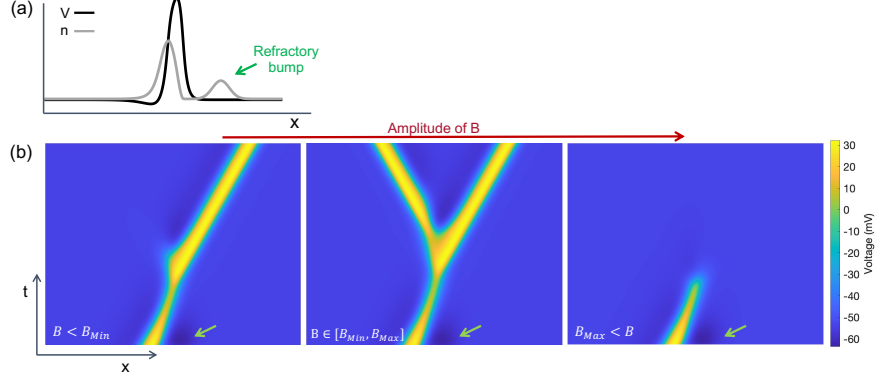 (a)
V
n
Refractory
bump
x
Amplitude of B
(b)
B < B_Min
B ∈ [B_Min, B_Max]
B_Max < B
t
x
30
20
10
0
-10
-20
-30
-40
-50
-60
Voltage (mV)